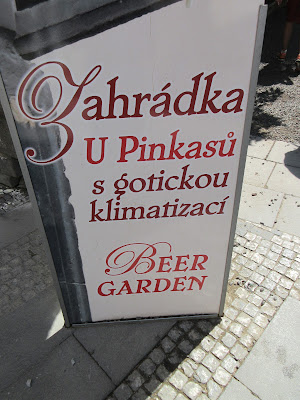 Zahrádka
U Pinkasů
s gotickou
klimatizací
BEER
GARDEN